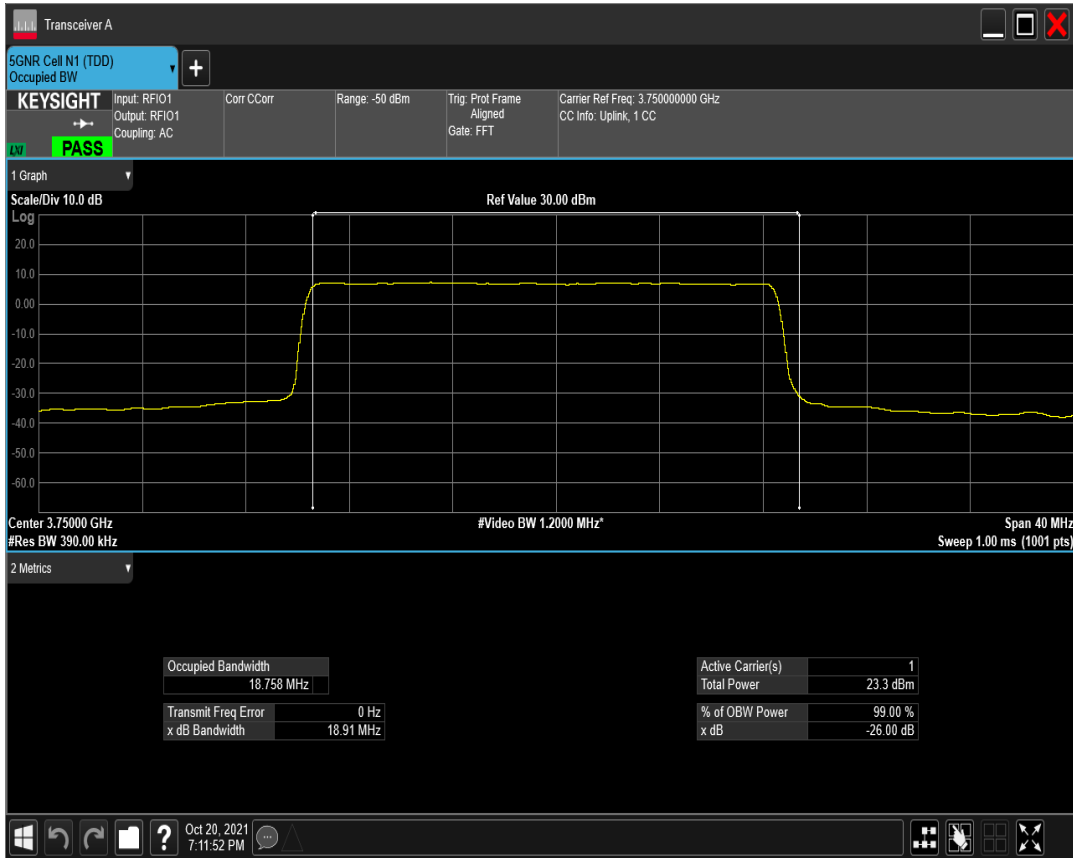 Transceiver A
5GNR Cell N1 (TDD)
Occupied BW
KEYSIGHT
LXI
PASS
Input: RFIO1
Output: RFIO1
Coupling: AC
Corr CCorr
Range: -50 dBm
Trig: Prot Frame
Aligned
Gate: FFT
Carrier Ref Freq: 3.750000000 GHz
CC Info: Uplink, 1 CC
1 Graph
Scale/Div 10.0 dB
Ref Value 30.00 dBm
Log
20.0
10.0
0.00
-10.0
-20.0
-30.0
-40.0
-50.0
-60.0
Center 3.75000 GHz
#Video BW 1.2000 MHz*
Span 40 MHz
#Res BW 390.00 kHz
Sweep 1.00 ms (1001 pts)
2 Metrics
Occupied Bandwidth
18.758 MHz
Transmit Freq Error 0 Hz
x dB Bandwidth 18.91 MHz
Active Carrier(s) 1
Total Power 23.3 dBm
% of OBW Power 99.00 %
x dB -26.00 dB
Oct 20, 2021
7:11:52 PM